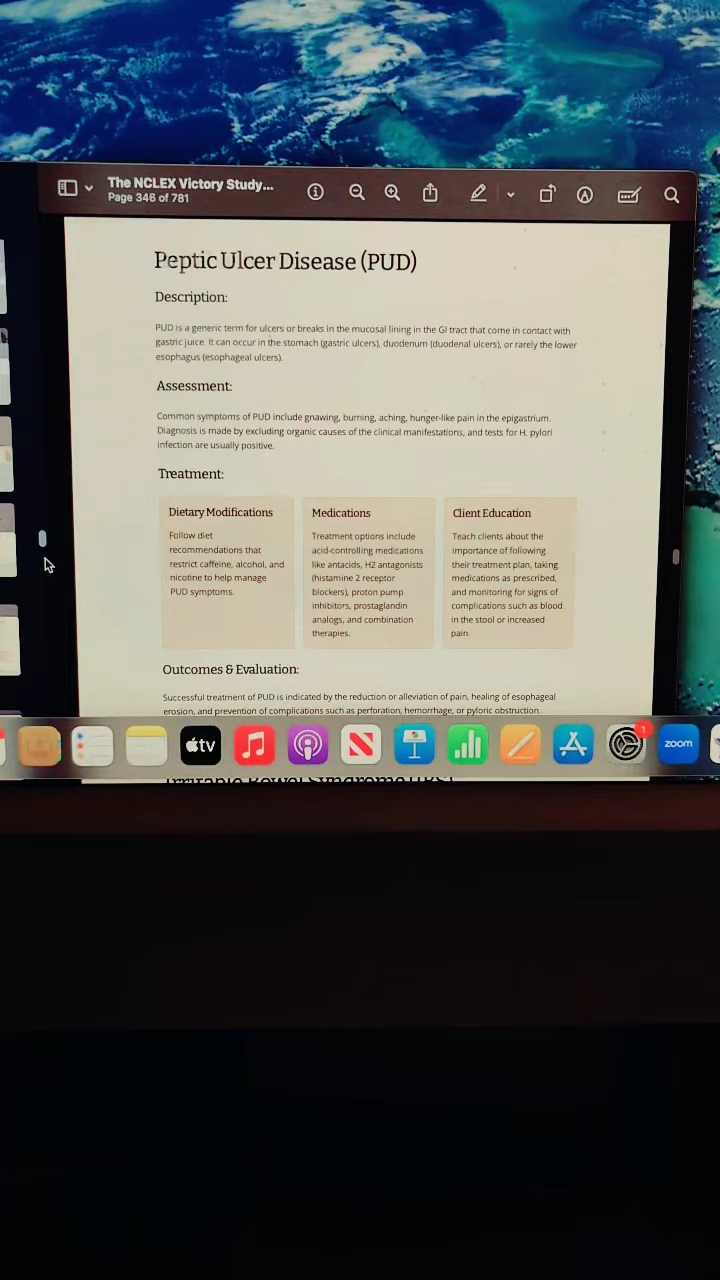 The NCLEX Victory Study...
Page 346 of 781
Peptic Ulcer Disease (PUD)
Description:
PUD is a generic term for ulcers or breaks in the mucosal lining in the GI tract that come in contact with
gastric juice. It can occur in the stomach (gastric ulcers), duodenum (duodenal ulcers), or rarely the lower
esophagus (esophageal ulcers).
Assessment:
Common symptoms of PUD include gnawing, burning, aching, hunger-like pain in the epigastrium.
Diagnosis is made by excluding organic causes of the clinical manifestations, and tests for H. pylori
infection are usually positive.
Treatment:
Dietary Modifications
Follow diet
recommendations that
restrict caffeine, alcohol, and
nicotine to help manage
PUD symptoms.
Medications
Treatment options include
acid-controlling medications
like antacids, H2 antagonists
(histamine 2 receptor
blockers), proton pump
inhibitors, prostaglandin
analogs, and combination
therapies.
Client Education
Teach clients about the
importance of following
their treatment plan, taking
medications as prescribed,
and monitoring for signs of
complications such as blood
in the stool or increased
pain.
Outcomes & Evaluation:
Successful treatment of PUD is indicated by the reduction or alleviation of pain, healing of esophageal
erosion, and prevention of complications such as perforation, hemorrhage, or pyloric obstruction.
tv
1
zoom
Irritable Bowel Syndrome (IBS)